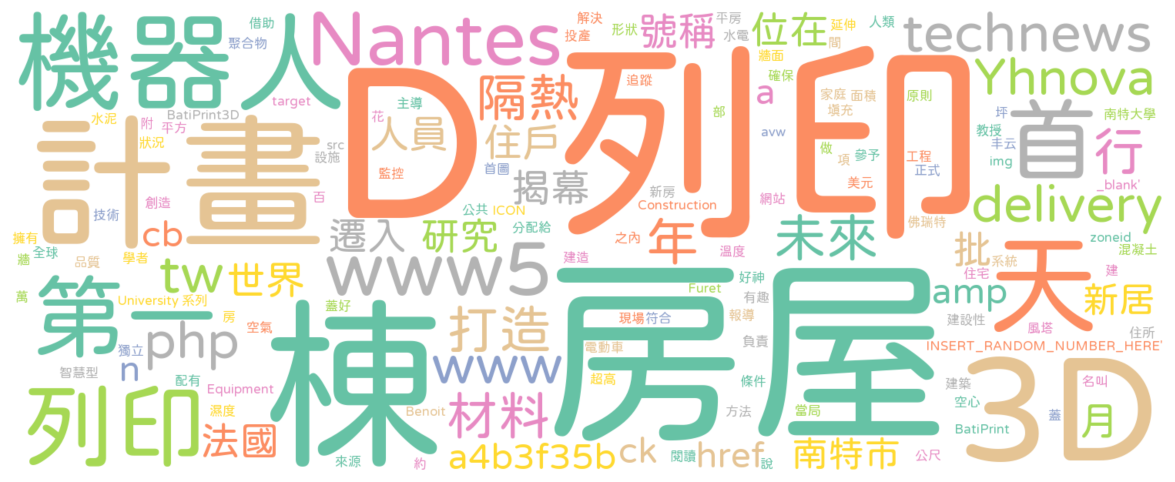 機器人
借助
聚合物
Nantes
解決
投產
形狀
號稱
平房
水電
位在
延伸
間
人類
technews
target
BatiPrint3D
主導
花
隔熱
追蹤
a
牆面
確保
家庭
面積
填充
原則
Yhnova
水泥
附
平方
狀況
計畫
src
設施
人員
監控
D
住戶
首圖
列印
部
avw
做
項
參予
工程
正式
美元
教授
坪
丰云
img
首
南特大學
行
_blank'
技術
創造
百
揭幕
新房
Construction
網站
佛瑞特
delivery
擁有
全球
牆
cb
品質
學者
遷入
公共
ICON
研究
分配給
之內
年
溫度
未來
批
系統
天
zoneid
混凝土
建
住宅
萬
tw
世界
www5
建造
Furet
好神
有趣
amp
新居
第一
University
系列
房
空氣
蓋好
打造
現場
符合
報導
負責
建設性
風塔
住所
INSERT_RANDOM_NUMBER_HERE'
php
獨立
n
智慧型
配有
棟
www
電動車
房屋
超高
條件
建築
空心
3D
名叫
月
蓋
列印
Equipment
濕度
法國
Benoit
材料
方法
當局
BatiPrint
來源
約
a4b3f35b
ck
閱讀
href
說
南特市
公尺